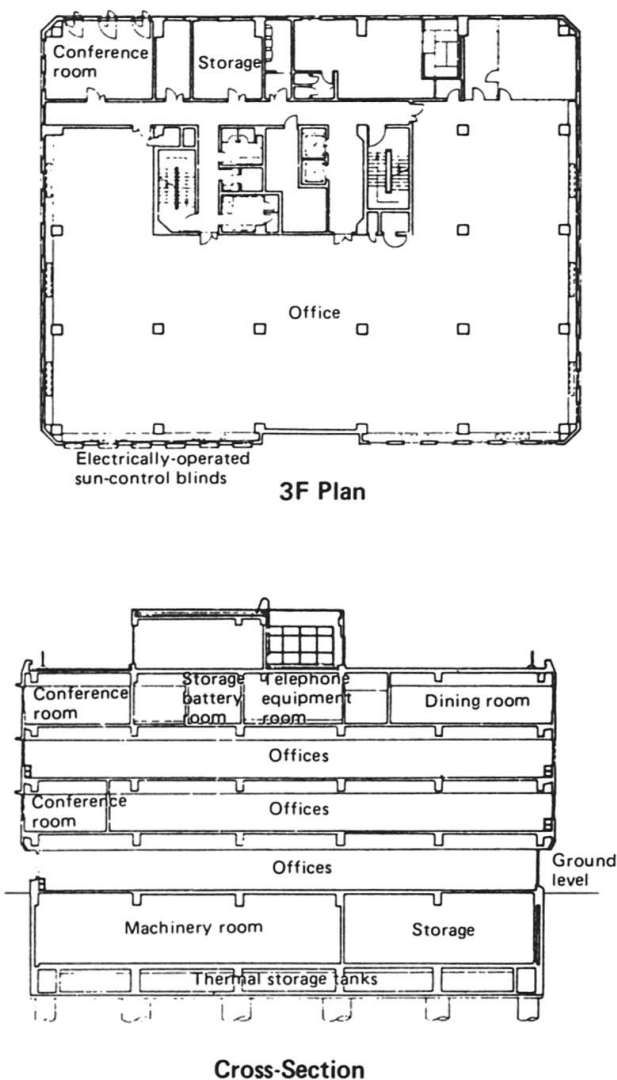 Conference
room
Storage
Office
Electrically-operated
sun-control blinds
3F Plan
Conference
room
Storage
battery
room
Telephone
equipment
room
Dining room
Offices
Conference
room
Offices
Offices
Ground
level
Machinery room
Storage
Thermal storage tanks
Cross-Section